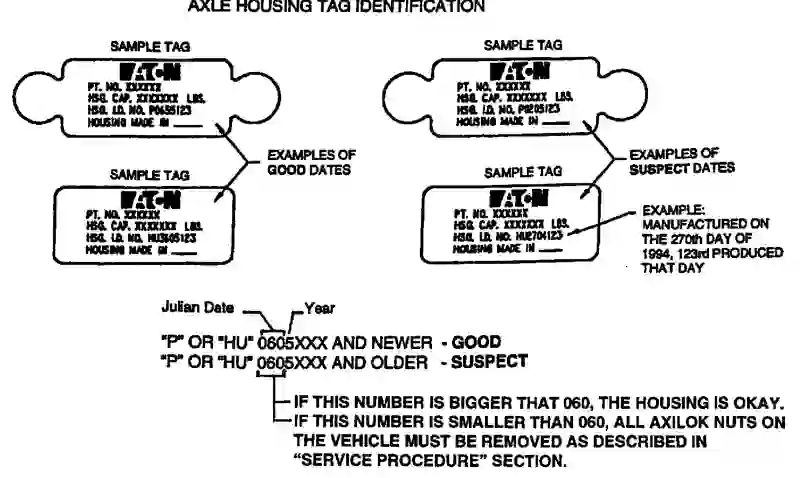 AXLE HOUSING TAG IDENTIFICATION
SAMPLE TAG
EATON
PT. NO. XXXXXX
HSG. CAP. XXXXXXX LBS.
HSG. I.D. NO. P0655123
HOUSING MADE IN ____
SAMPLE TAG
EATON
PT. NO. XXXXXX
HSG. CAP. XXXXXXX LBS.
HSG. I.D. NO. P0205123
HOUSING MADE IN ____
EXAMPLES OF
GOOD DATES
EXAMPLES OF
SUSPECT DATES
SAMPLE TAG
EATON
PT. NO. XXXXXX
HSG. CAP. XXXXXXX LBS.
HSG. I.D. NO. HU3605123
HOUSING MADE IN ____
SAMPLE TAG
EATON
PT. NO. XXXXXX
HSG. CAP. XXXXXXX LBS.
HSG. I.D. NO. HU2704123
HOUSING MADE IN ____
EXAMPLE:
MANUFACTURED ON
THE 270th DAY OF
1994, 123rd PRODUCED
THAT DAY
Julian Date
Year
"P" OR "HU" 0605XXX AND NEWER - GOOD
"P" OR "HU" 0605XXX AND OLDER - SUSPECT
IF THIS NUMBER IS BIGGER THAT 060, THE HOUSING IS OKAY.
IF THIS NUMBER IS SMALLER THAN 060, ALL AXILOK NUTS ON
THE VEHICLE MUST BE REMOVED AS DESCRIBED IN
"SERVICE PROCEDURE" SECTION.